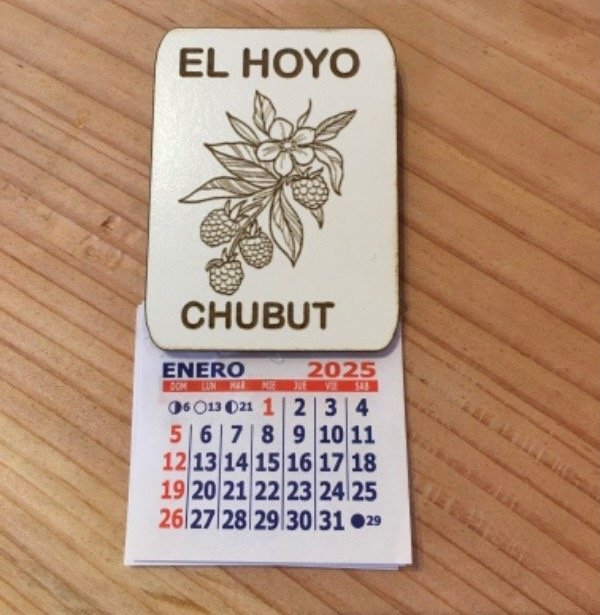 EL HOYO
CHUBUT
ENERO 2025
DOM LUN MAR MIE JUE VIE SAB
6 13 21 1 2 3 4
5 6 7 8 9 10 11
12 13 14 15 16 17 18
19 20 21 22 23 24 25
26 27 28 29 30 31 29